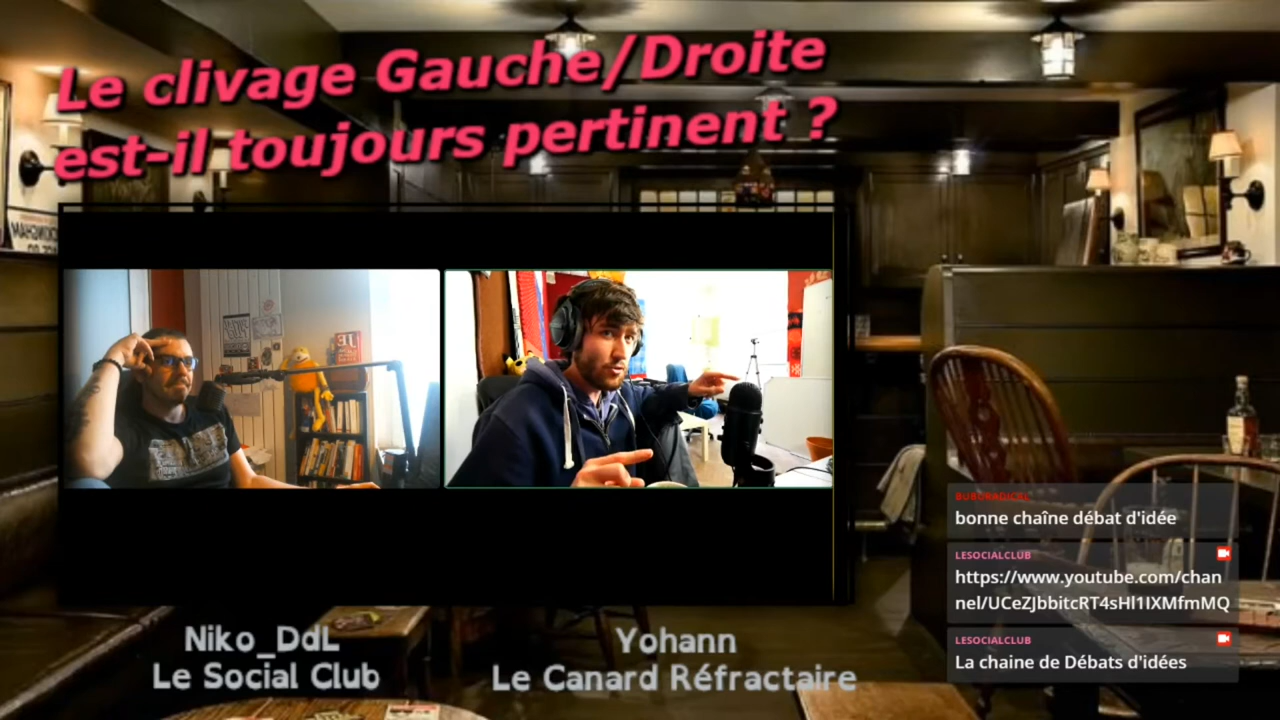 Le clivage Gauche/Droite
est-il toujours pertinent ?
JE
Niko_DdL
Le Social Club
Yohann
Le Canard Réfractaire
bonne chaîne débat d'idée
LESOCIALCLUB
https://www.youtube.com/chan
nel/UCeZJbbitcRT4sHl1IXMfmMQ
LESOCIALCLUB
La chaine de Débats d'idées